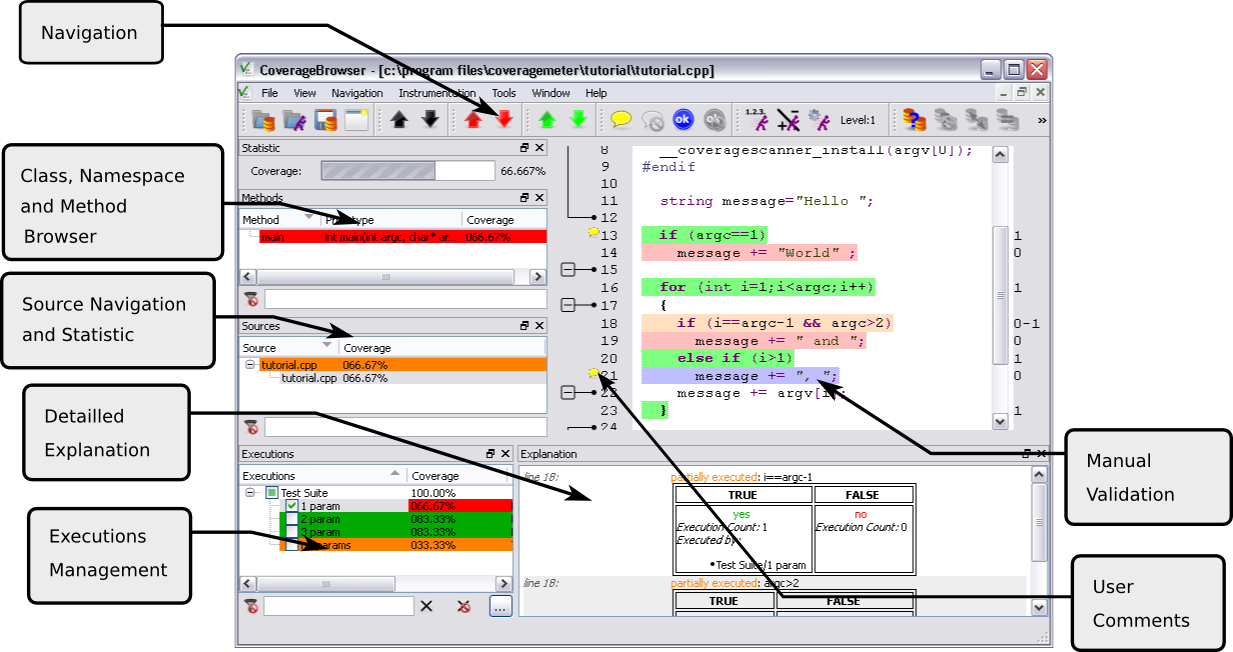 Navigation
CoverageBrowser - [c:\program files\coveragemeter\tutorial\tutorial.cpp]
File View Navigation Instrumentation Tools Window Help
ok 1.2.3. Level:1 »
Class, Namespace
and Method
Browser
Source Navigation
and Statistic
Detailled
Explanation
Executions
Management
Statistic
Coverage: 66.667%
Methods
Method Coverage
main int main(int argc, char* ar... 066.67%
Sources
Source Coverage
tutorial.cpp 066.67%
tutorial.cpp 066.67%
8 __coveragescanner_install(argv[0]);
9 #endif
10
11 string message="Hello ";
12
13 if (argc==1) 1
14 message += "World" ; 0
15
16 for (int i=1;i<argc;i++) 1
17 {
18 if (i==argc-1 && argc>2) 0-1
19 message += " and "; 0
20 else if (i>1) 1
21 message += ", "; 0
22 message += argv[i];
23 } 1
24
Executions
Executions Coverage
Test Suite 100.00%
1 param 066.67%
2 param 083.33%
3 param 083.33%
params 033.33%
...
Explanation
line 18: partially executed: i==argc-1
TRUE FALSE
yes no
Execution Count: 1 Execution Count: 0
Executed by:
•Test Suite/1 param
line 18: partially executed: argc>2
TRUE FALSE
Manual
Validation
User
Comments